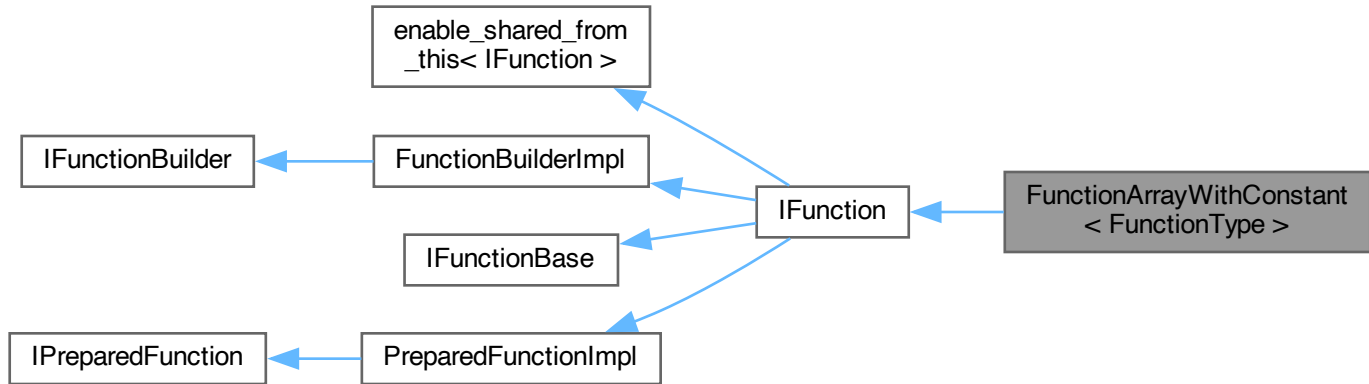 enable_shared_from
_this< IFunction >
IFunctionBuilder
FunctionBuilderImpl
IFunction
FunctionArrayWithConstant
< FunctionType >
IFunctionBase
IPreparedFunction
PreparedFunctionImpl